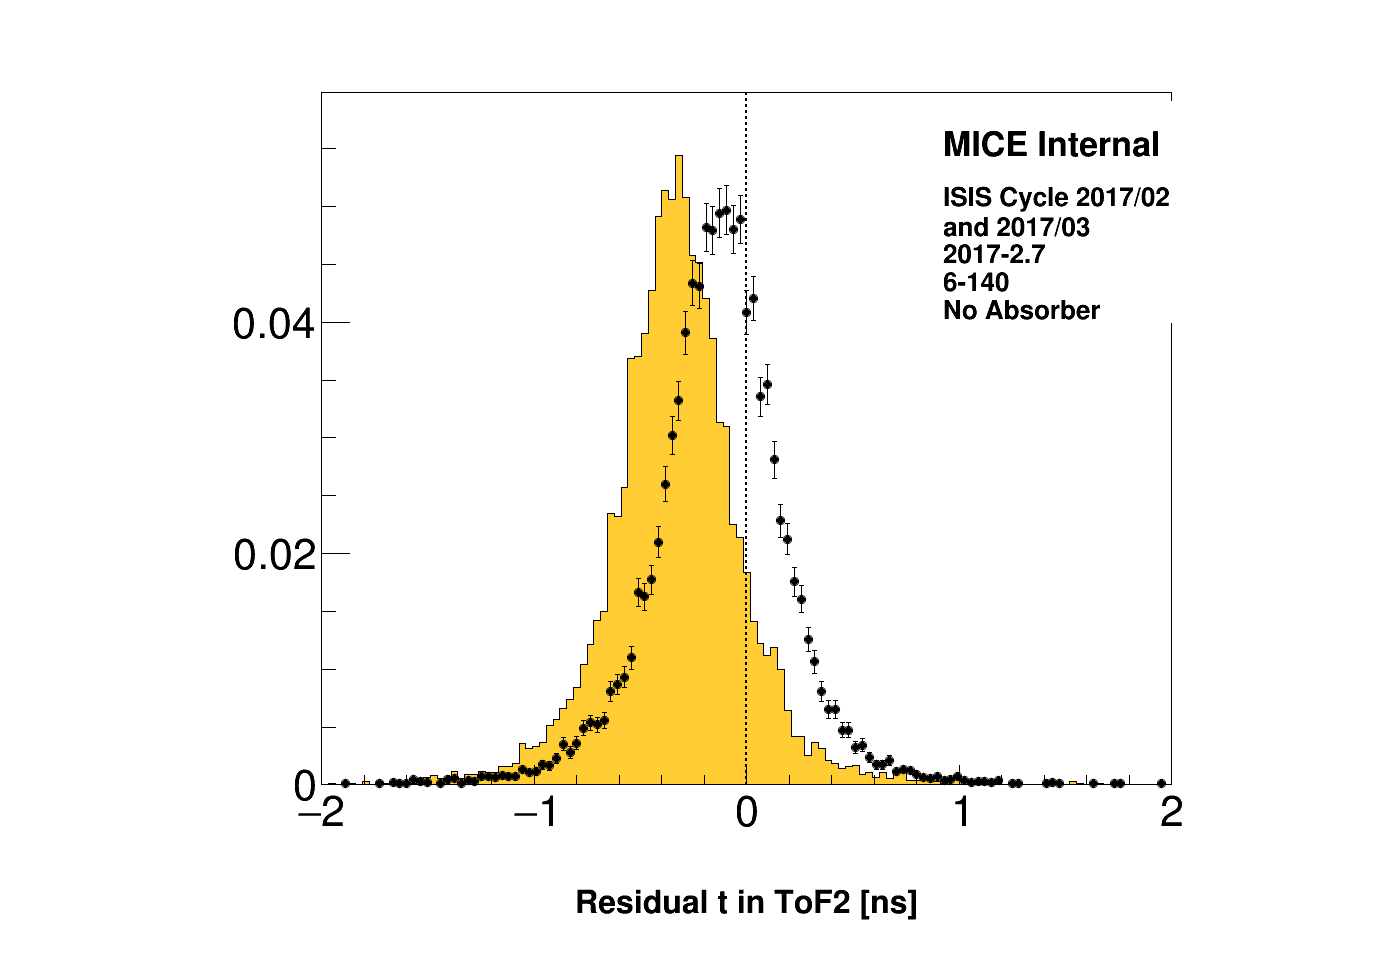 MICE Internal
ISIS Cycle 2017/02
and 2017/03
2017-2.7
6-140
No Absorber
0.04
0.02
0
−2
−1
0
1
2
Residual t in ToF2 [ns]